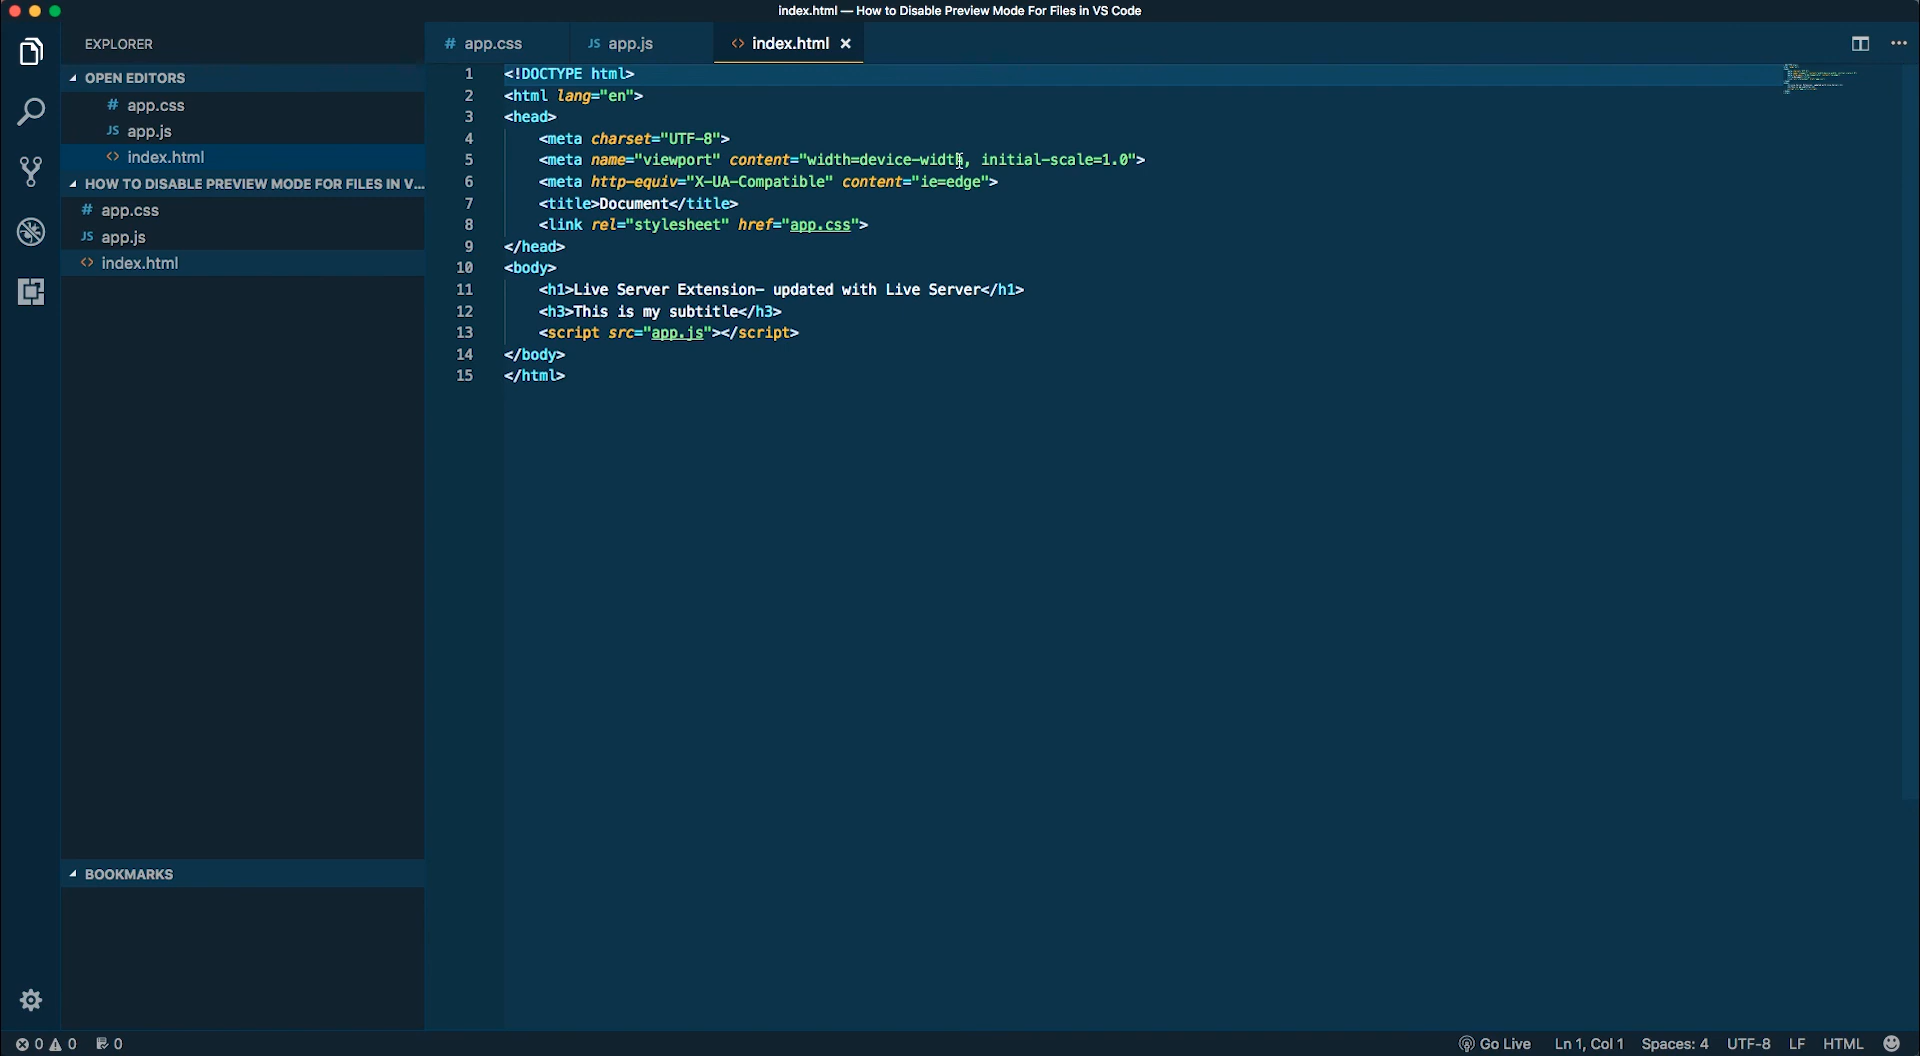 index.html — How to Disable Preview Mode For Files in VS Code
EXPLORER
OPEN EDITORS
# app.css
JS app.js
<> index.html
HOW TO DISABLE PREVIEW MODE FOR FILES IN V...
# app.css
JS app.js
<> index.html
BOOKMARKS
# app.css
JS app.js
<> index.html ×
1 <!DOCTYPE html>
2 <html lang="en">
3 <head>
4 <meta charset="UTF-8">
5 <meta name="viewport" content="width=device-width, initial-scale=1.0">
6 <meta http-equiv="X-UA-Compatible" content="ie=edge">
7 <title>Document</title>
8 <link rel="stylesheet" href="app.css">
9 </head>
10 <body>
11 <h1>Live Server Extension- updated with Live Server</h1>
12 <h3>This is my subtitle</h3>
13 <script src="app.js"></script>
14 </body>
15 </html>
0 0 0
Go Live Ln 1, Col 1 Spaces: 4 UTF-8 LF HTML